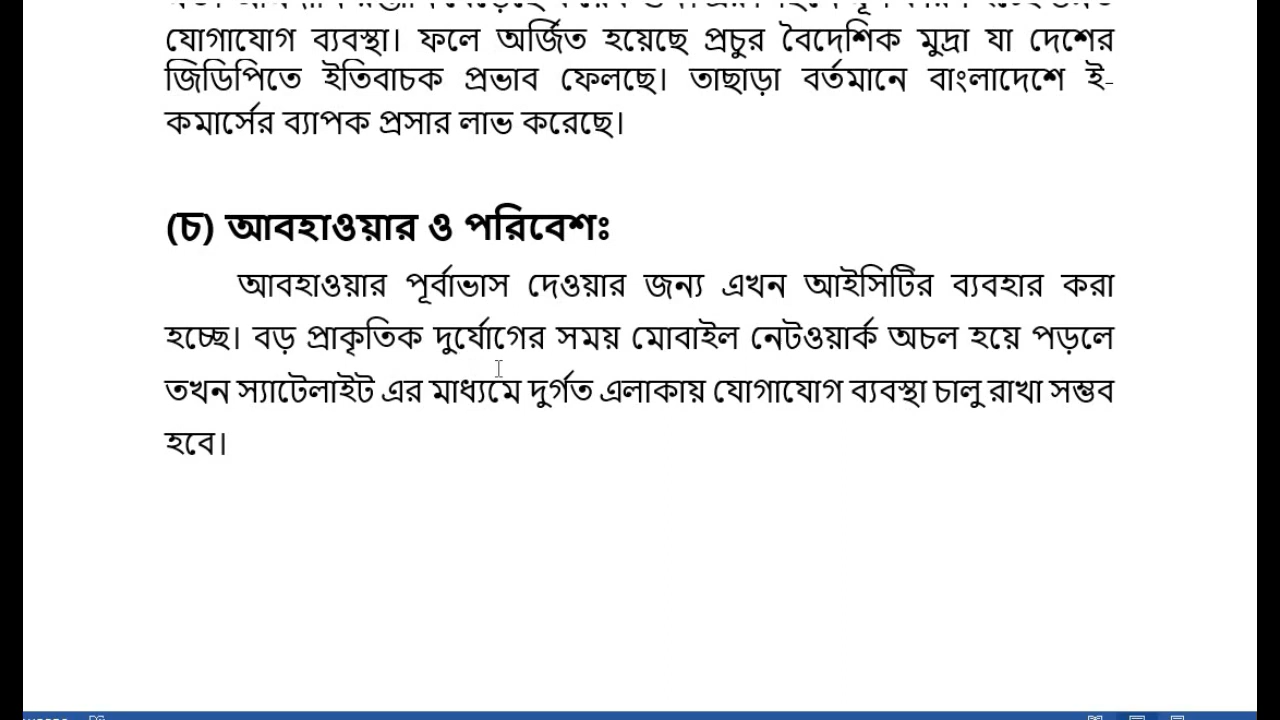 যোগাযোগ ব্যবস্থা। ফলে অর্জিত হয়েছে প্রচুর বৈদেশিক মুদ্রা যা দেশের
জিডিপিতে ইতিবাচক প্রভাব ফেলছে। তাছাড়া বর্তমানে বাংলাদেশে ই-
কমার্সের ব্যাপক প্রসার লাভ করেছে।
(চ) আবহাওয়ার ও পরিবেশঃ
আবহাওয়ার পূর্বাভাস দেওয়ার জন্য এখন আইসিটির ব্যবহার করা
হচ্ছে। বড় প্রাকৃতিক দুর্যোগের সময় মোবাইল নেটওয়ার্ক অচল হয়ে পড়লে
তখন স্যাটেলাইট এর মাধ্যমে দুর্গত এলাকায় যোগাযোগ ব্যবস্থা চালু রাখা সম্ভব
হবে।